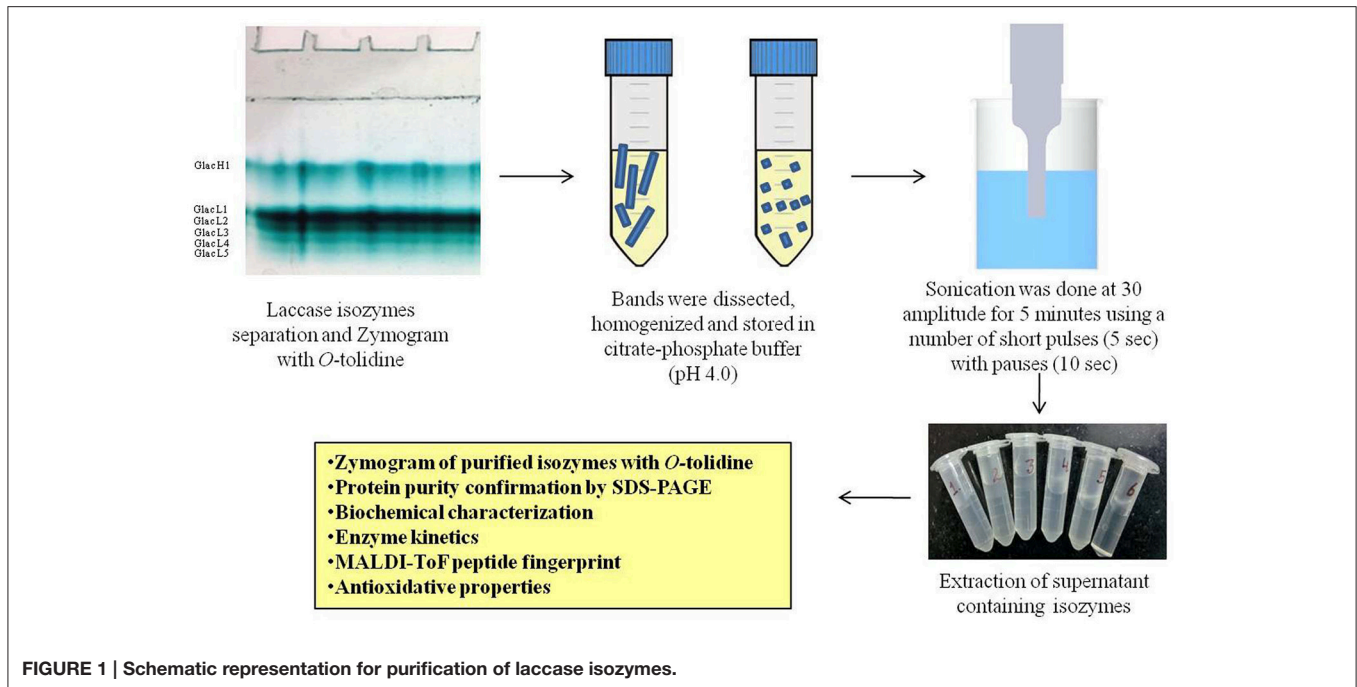 GlacH1
GlacL1
GlacL2
GlacL3
GlacL4
GlacL5
Laccase isozymes
separation and Zymogram
with O-tolidine
Bands were dissected,
homogenized and stored in
citrate-phosphate buffer
(pH 4.0)
Sonication was done at 30
amplitude for 5 minutes using a
number of short pulses (5 sec)
with pauses (10 sec)
1 2 3 4 5 6
Extraction of supernatant
containing isozymes
•Zymogram of purified isozymes with O-tolidine
•Protein purity confirmation by SDS-PAGE
•Biochemical characterization
•Enzyme kinetics
•MALDI-ToF peptide fingerprint
•Antioxidative properties
FIGURE 1 | Schematic representation for purification of laccase isozymes.